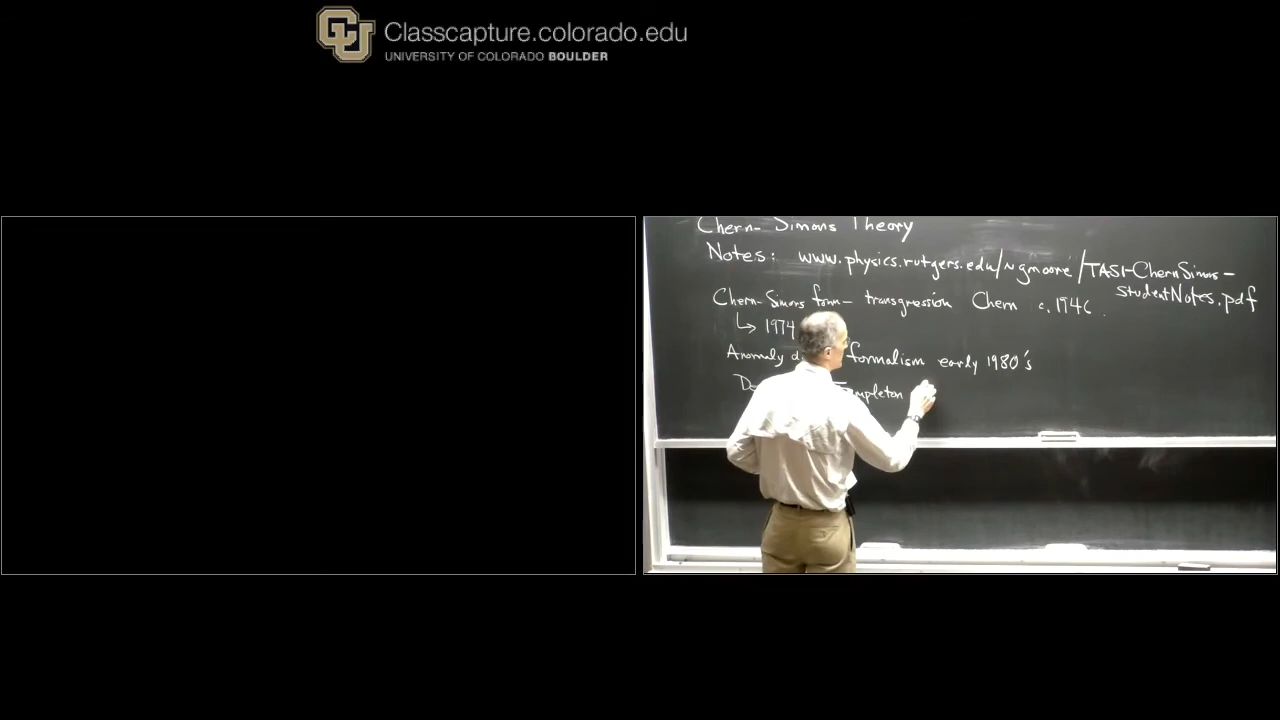 Classcapture.colorado.edu
UNIVERSITY OF COLORADO BOULDER
Chern-Simons Theory
Notes: www.physics.rutgers.edu/~gmoore/TASI-ChernSimons-
StudentNotes.pdf
Chern-Simons form - transgression Chern c. 1946.
↳ 1974
Anomaly formalism early 1980's